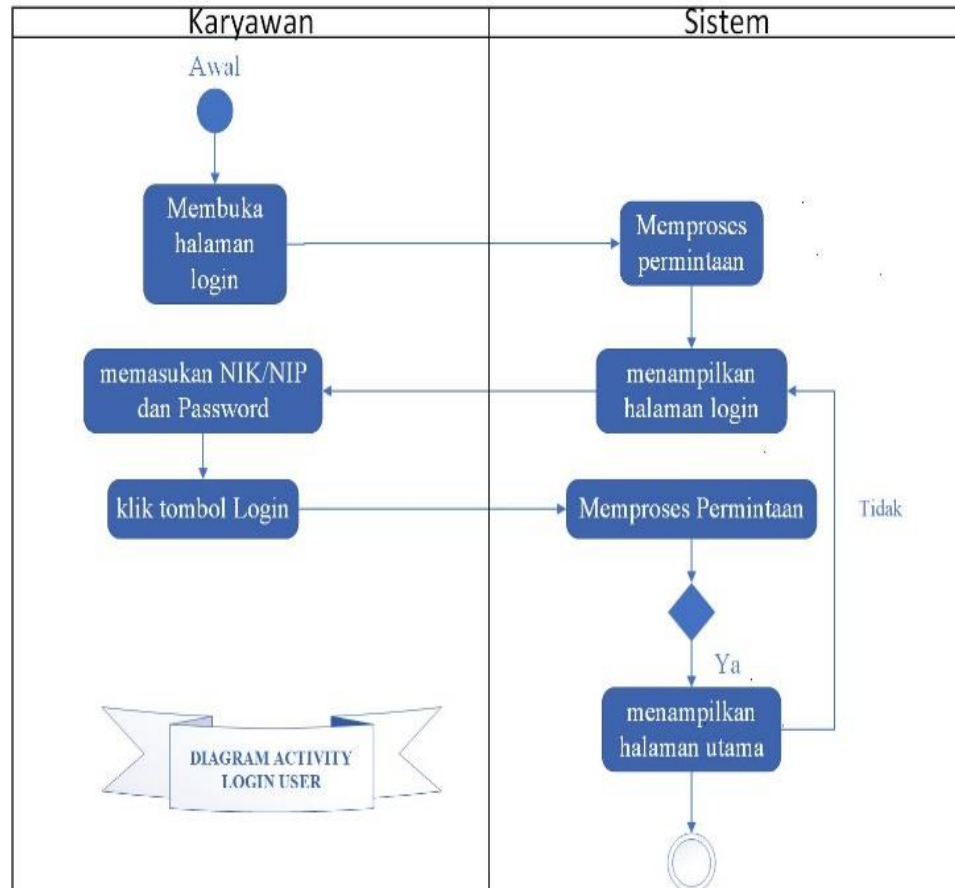 Karyawan
Sistem
Awal
Membuka
halaman
login
Memproses
permintaan
memasukan NIK/NIP
dan Password
menampilkan
halaman login
klik tombol Login
Memproses Permintaan
Tidak
Ya
menampilkan
halaman utama
DIAGRAM ACTIVITY
LOGIN USER